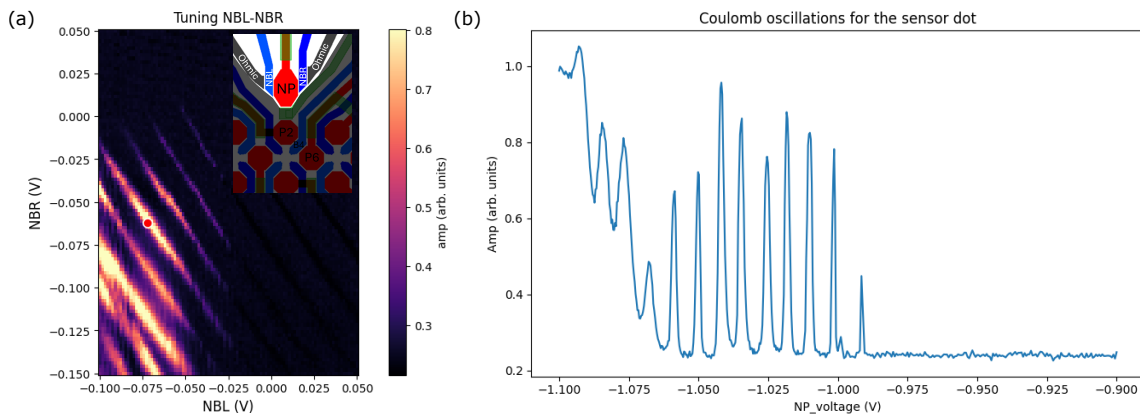 (a)
Tuning NBL-NBR
0.050
0.025
0.000
−0.025
−0.050
−0.075
−0.100
−0.125
−0.150
NBR (V)
−0.100
−0.075
−0.050
−0.025
0.000
0.025
0.050
NBL (V)
Ohmic
NBL
NP
NBR
Ohmic
P2
0.8
0.7
0.6
0.5
0.4
0.3
amp (arb. units)
(b)
Coulomb oscillations for the sensor dot
1.0
0.8
0.6
0.4
0.2
Amp (arb. units)
−1.100
−1.075
−1.050
−1.025
−1.000
−0.975
−0.950
−0.925
−0.900
NP_voltage (V)